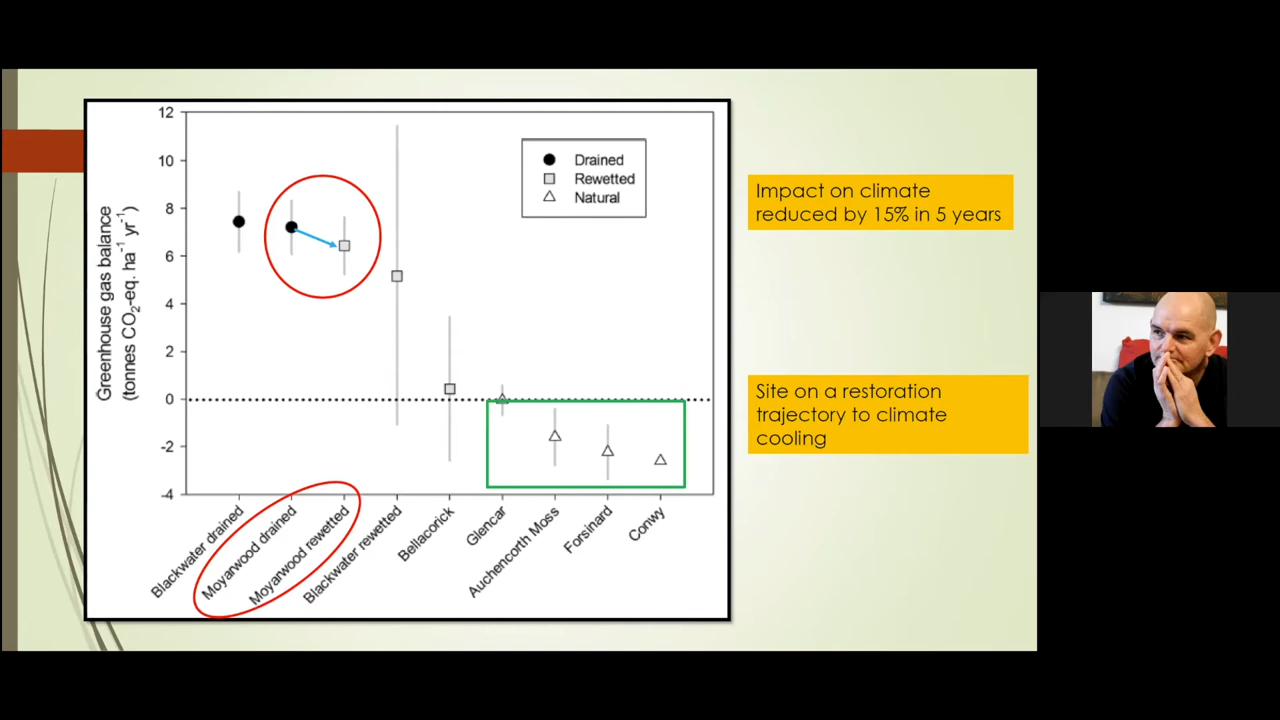 12
10
8
6
4
2
0
-2
-4
Greenhouse gas balance
(tonnes CO₂-eq. ha⁻¹ yr⁻¹)
Drained
Rewetted
Natural
Blackwater drained
Moyarwood drained
Moyarwood rewetted
Blackwater rewetted
Bellacorick
Glencar
Auchencorth Moss
Forsinard
Conwy
Impact on climate
reduced by 15% in 5 years
Site on a restoration
trajectory to climate
cooling